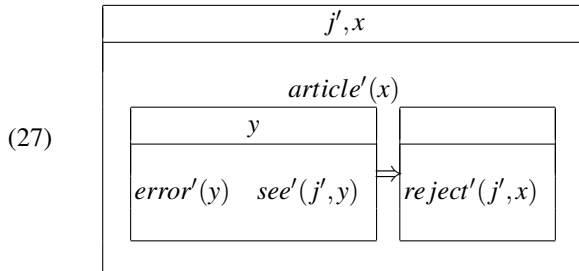 j′, x
article′(x)
(27)
y
error′(y) see′(j′, y) ⇒ reject′(j′, x)